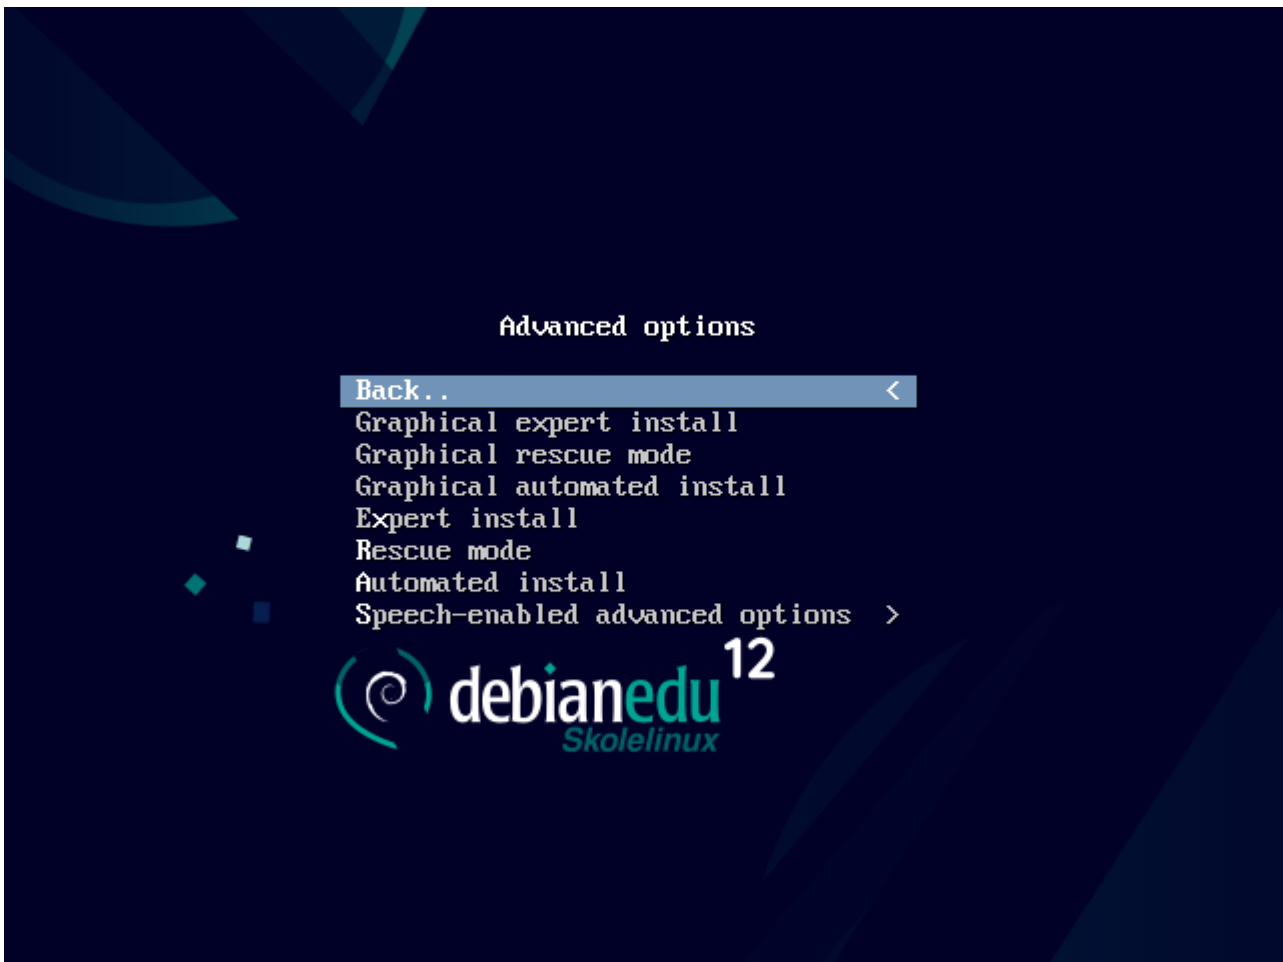 Advanced options
Back.. <
Graphical expert install
Graphical rescue mode
Graphical automated install
Expert install
Rescue mode
Automated install
Speech-enabled advanced options >
debianedu 12
Skolelinux